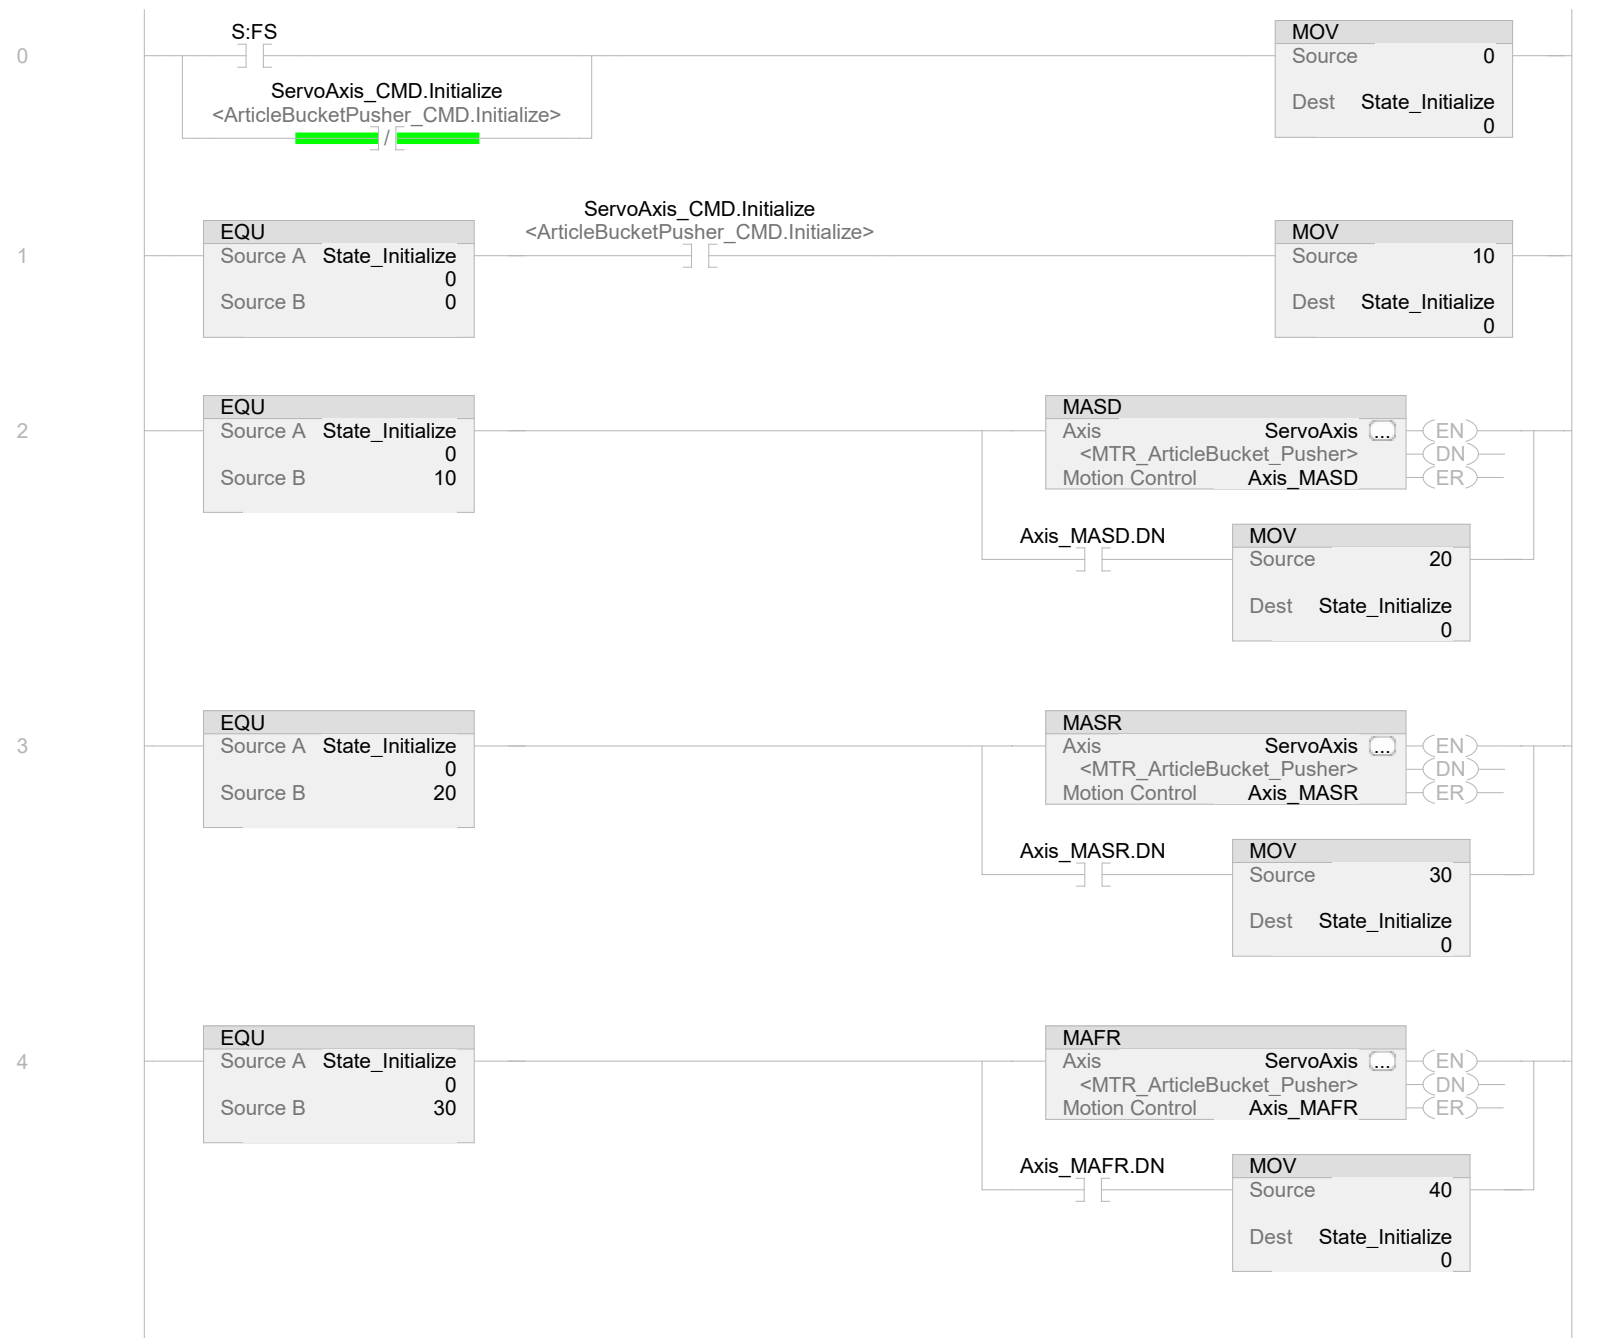 0
S:FS
ServoAxis_CMD.Initialize
<ArticleBucketPusher_CMD.Initialize>
/
MOV
Source 0
Dest State_Initialize
0
1
EQU
Source A State_Initialize
0
Source B 0
ServoAxis_CMD.Initialize
<ArticleBucketPusher_CMD.Initialize>
MOV
Source 10
Dest State_Initialize
0
2
EQU
Source A State_Initialize
0
Source B 10
MASD
Axis ServoAxis ...
<MTR_ArticleBucket_Pusher>
Motion Control Axis_MASD
EN
DN
ER
Axis_MASD.DN
MOV
Source 20
Dest State_Initialize
0
3
EQU
Source A State_Initialize
0
Source B 20
MASR
Axis ServoAxis ...
<MTR_ArticleBucket_Pusher>
Motion Control Axis_MASR
EN
DN
ER
Axis_MASR.DN
MOV
Source 30
Dest State_Initialize
0
4
EQU
Source A State_Initialize
0
Source B 30
MAFR
Axis ServoAxis ...
<MTR_ArticleBucket_Pusher>
Motion Control Axis_MAFR
EN
DN
ER
Axis_MAFR.DN
MOV
Source 40
Dest State_Initialize
0